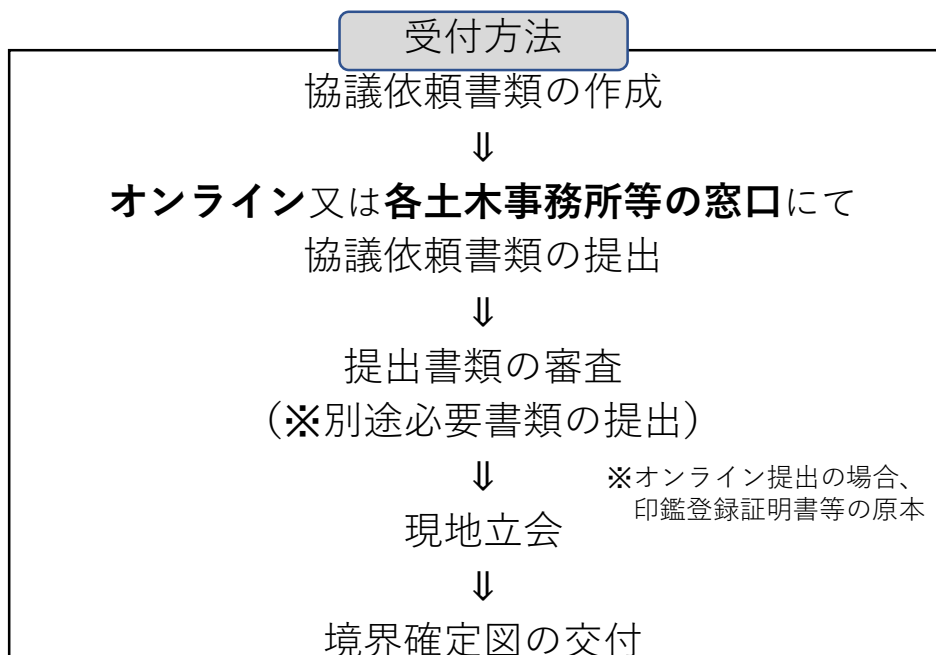 受付方法
協議依頼書類の作成
⇓
オンライン又は各土木事務所等の窓口にて
協議依頼書類の提出
⇓
提出書類の審査
（※別途必要書類の提出）
⇓
※オンライン提出の場合、
印鑑登録証明書等の原本
現地立会
⇓
境界確定図の交付